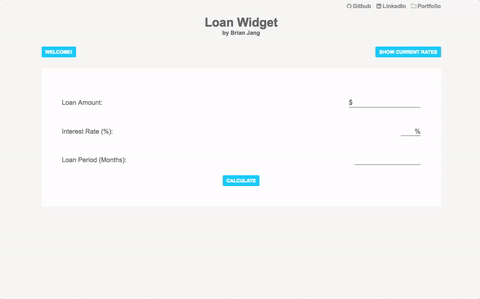 Github LinkedIn Portfolio
Loan Widget
by Brian Jang
WELCOME! SHOW CURRENT RATES
Loan Amount: $
Interest Rate (%): %
Loan Period (Months):
CALCULATE